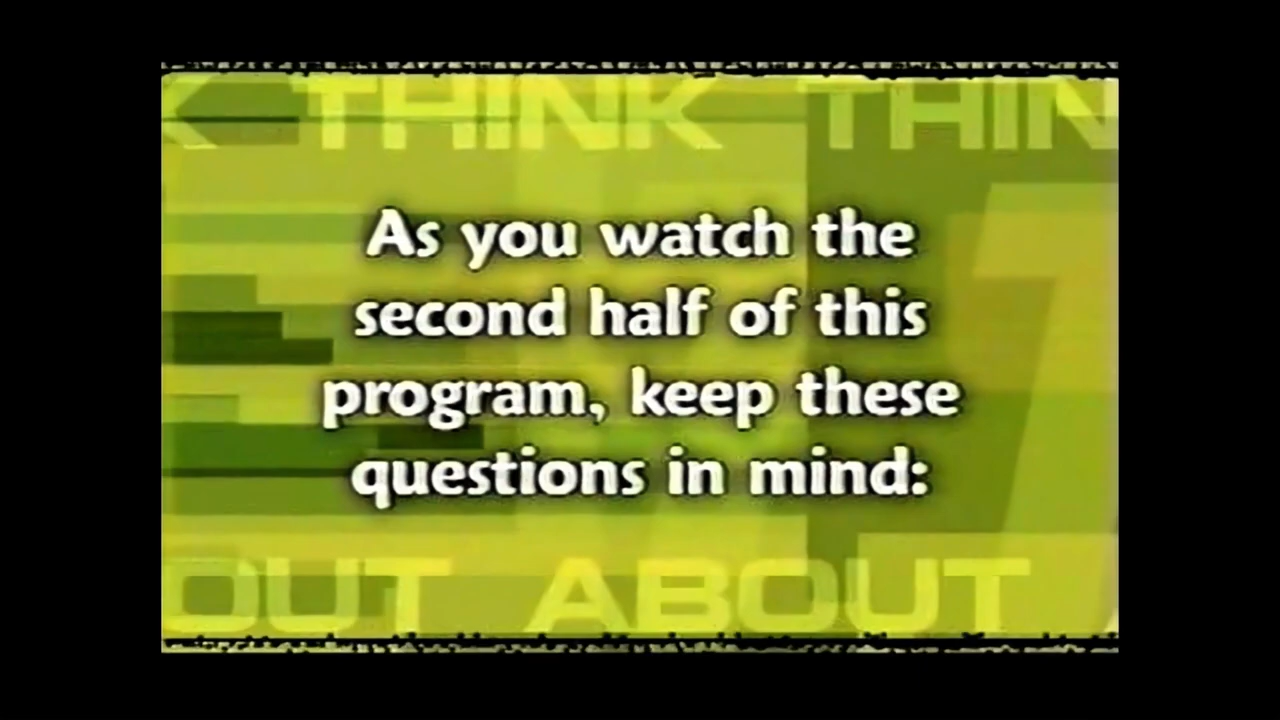 K THINK THIN
As you watch the
second half of this
program, keep these
questions in mind:
OUT ABOUT